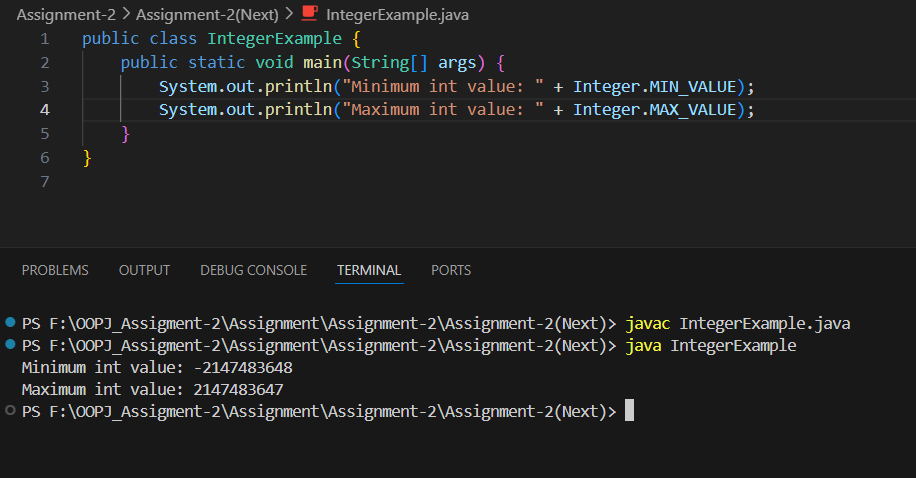 Assignment-2 > Assignment-2(Next) > IntegerExample.java
1 public class IntegerExample {
2 public static void main(String[] args) {
3 System.out.println("Minimum int value: " + Integer.MIN_VALUE);
4 System.out.println("Maximum int value: " + Integer.MAX_VALUE);
5 }
6 }
7
PROBLEMS OUTPUT DEBUG CONSOLE TERMINAL PORTS
PS F:\OOPJ_Assigment-2\Assignment\Assignment-2\Assignment-2(Next)> javac IntegerExample.java
PS F:\OOPJ_Assigment-2\Assignment\Assignment-2\Assignment-2(Next)> java IntegerExample
Minimum int value: -2147483648
Maximum int value: 2147483647
PS F:\OOPJ_Assigment-2\Assignment\Assignment-2\Assignment-2(Next)>